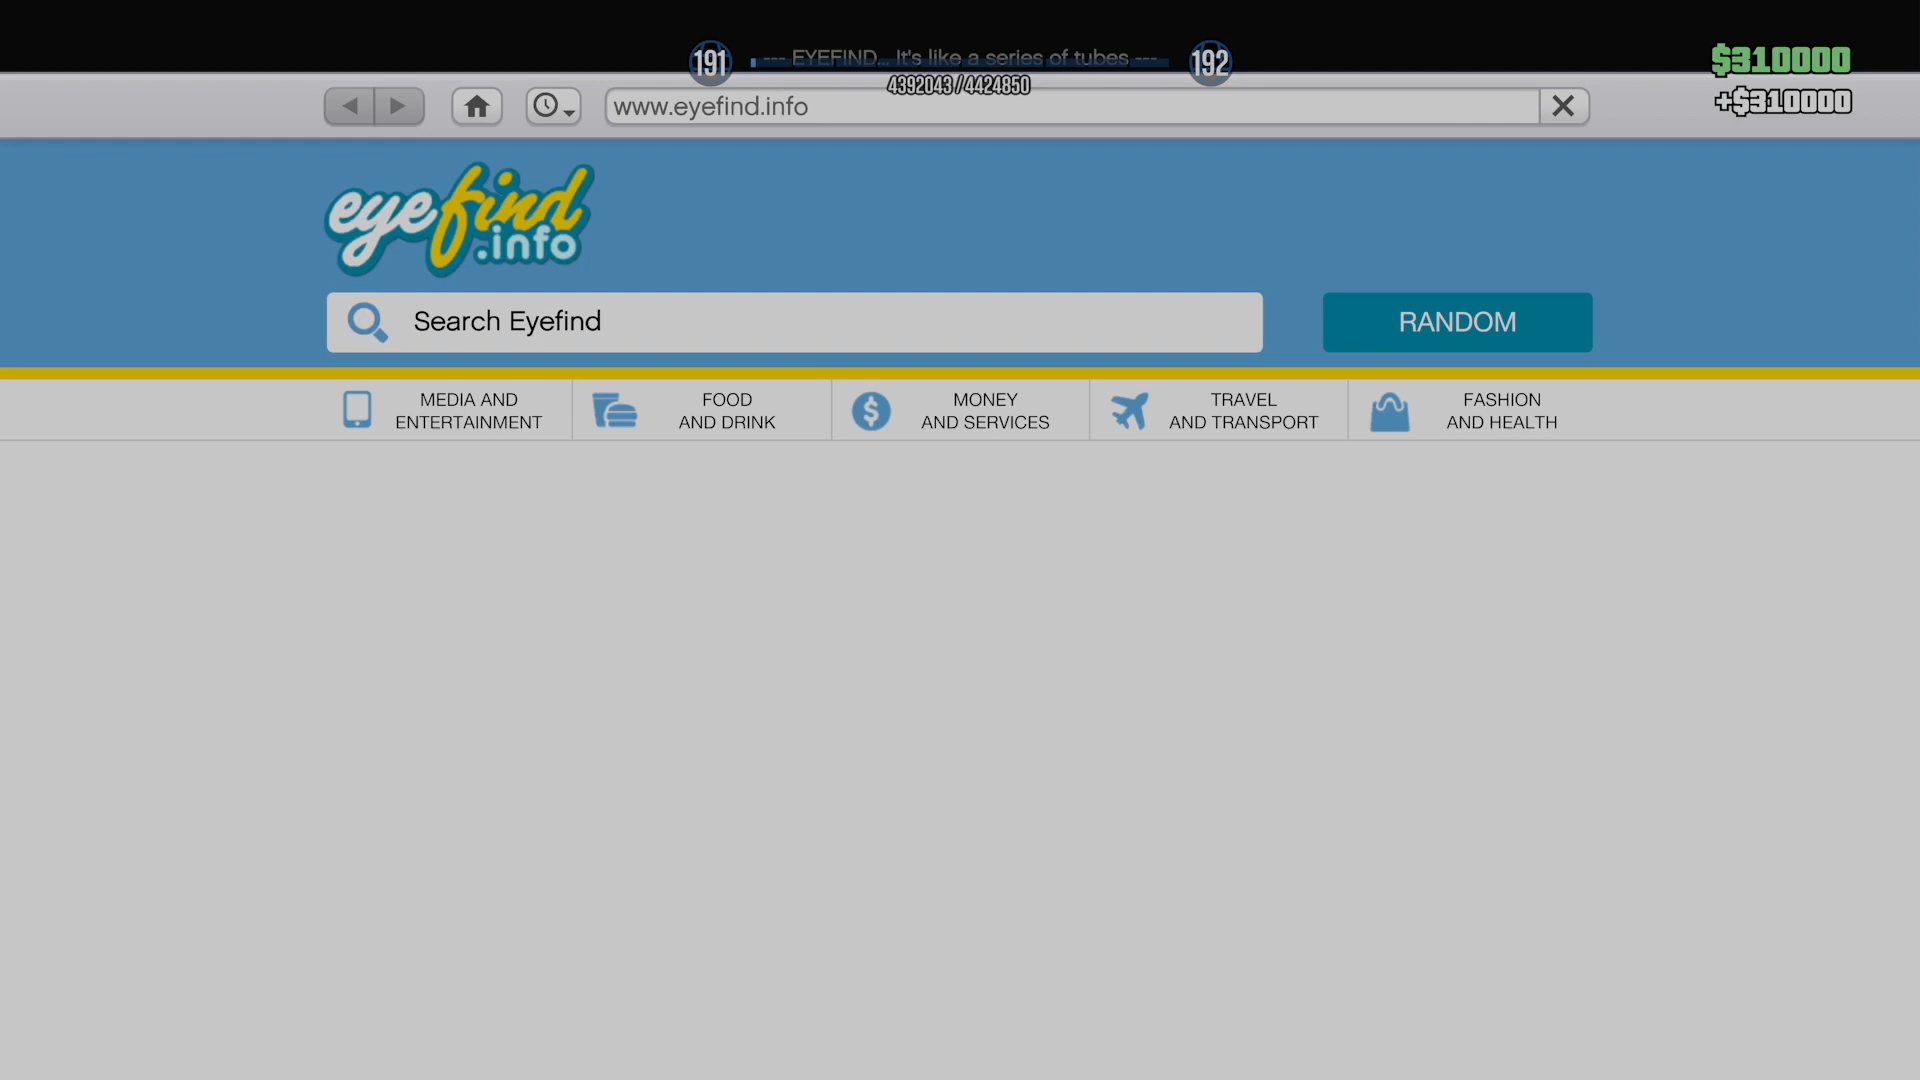 --- EYEFIND... It's like a series of tubes ---
191
192
4392043/4424850
$310000
+$310000
www.eyefind.info
eyefind
.info
Search Eyefind
RANDOM
MEDIA AND
ENTERTAINMENT
FOOD
AND DRINK
MONEY
AND SERVICES
TRAVEL
AND TRANSPORT
FASHION
AND HEALTH